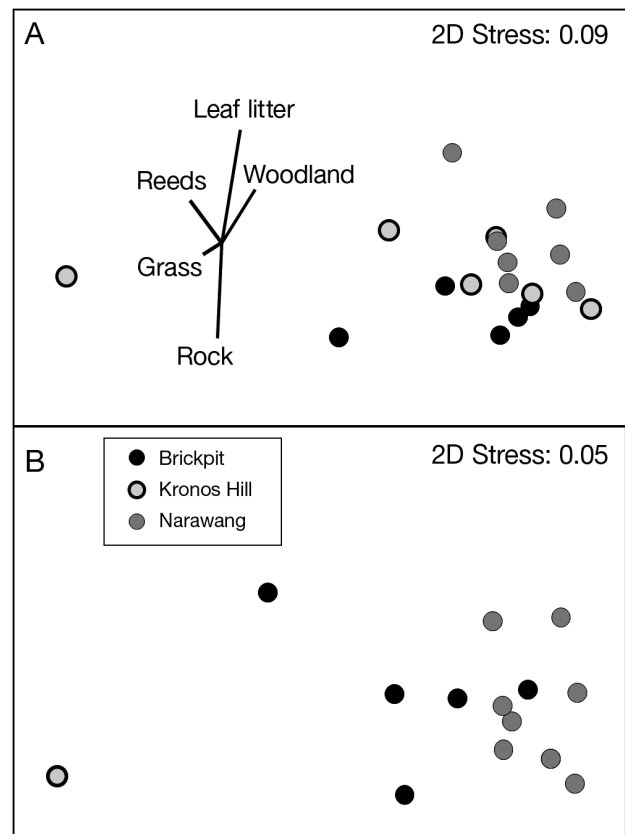 A
2D Stress: 0.09
Leaf litter
Reeds
Woodland
Grass
Rock
B
2D Stress: 0.05
Brickpit
Kronos Hill
Narawang